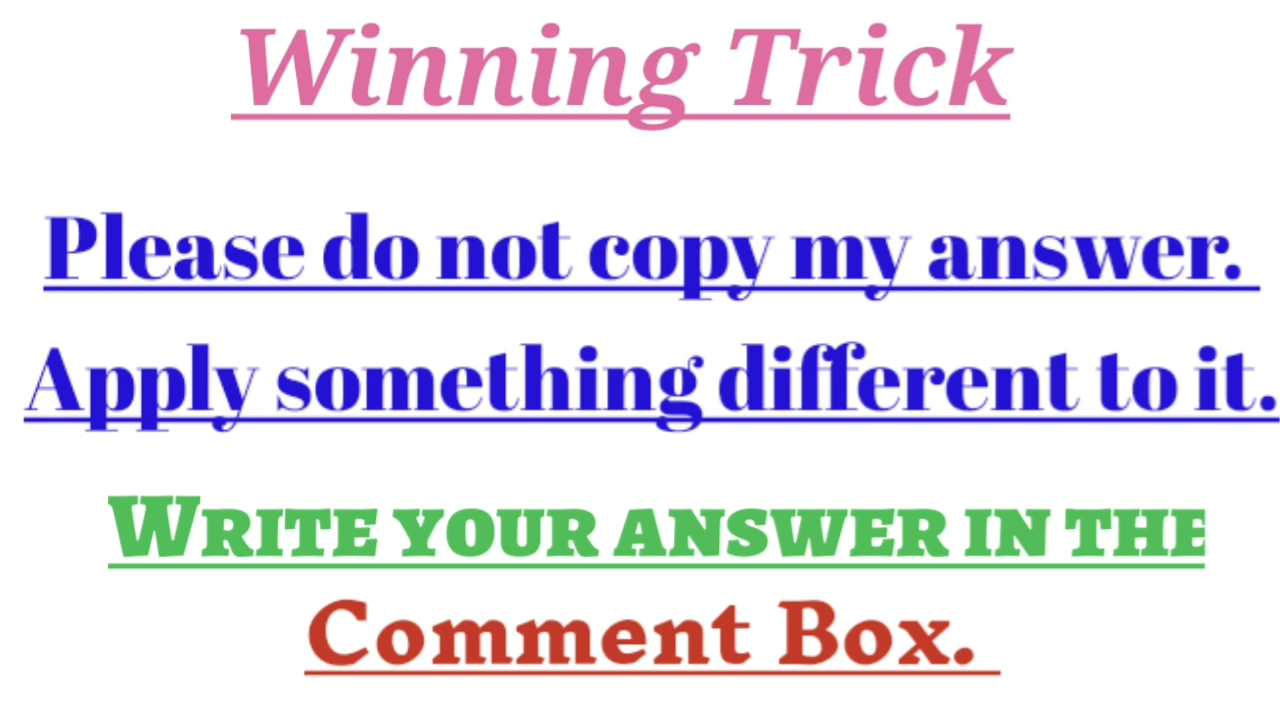 Winning Trick
Please do not copy my answer.
Apply something different to it.
WRITE YOUR ANSWER IN THE
Comment Box.